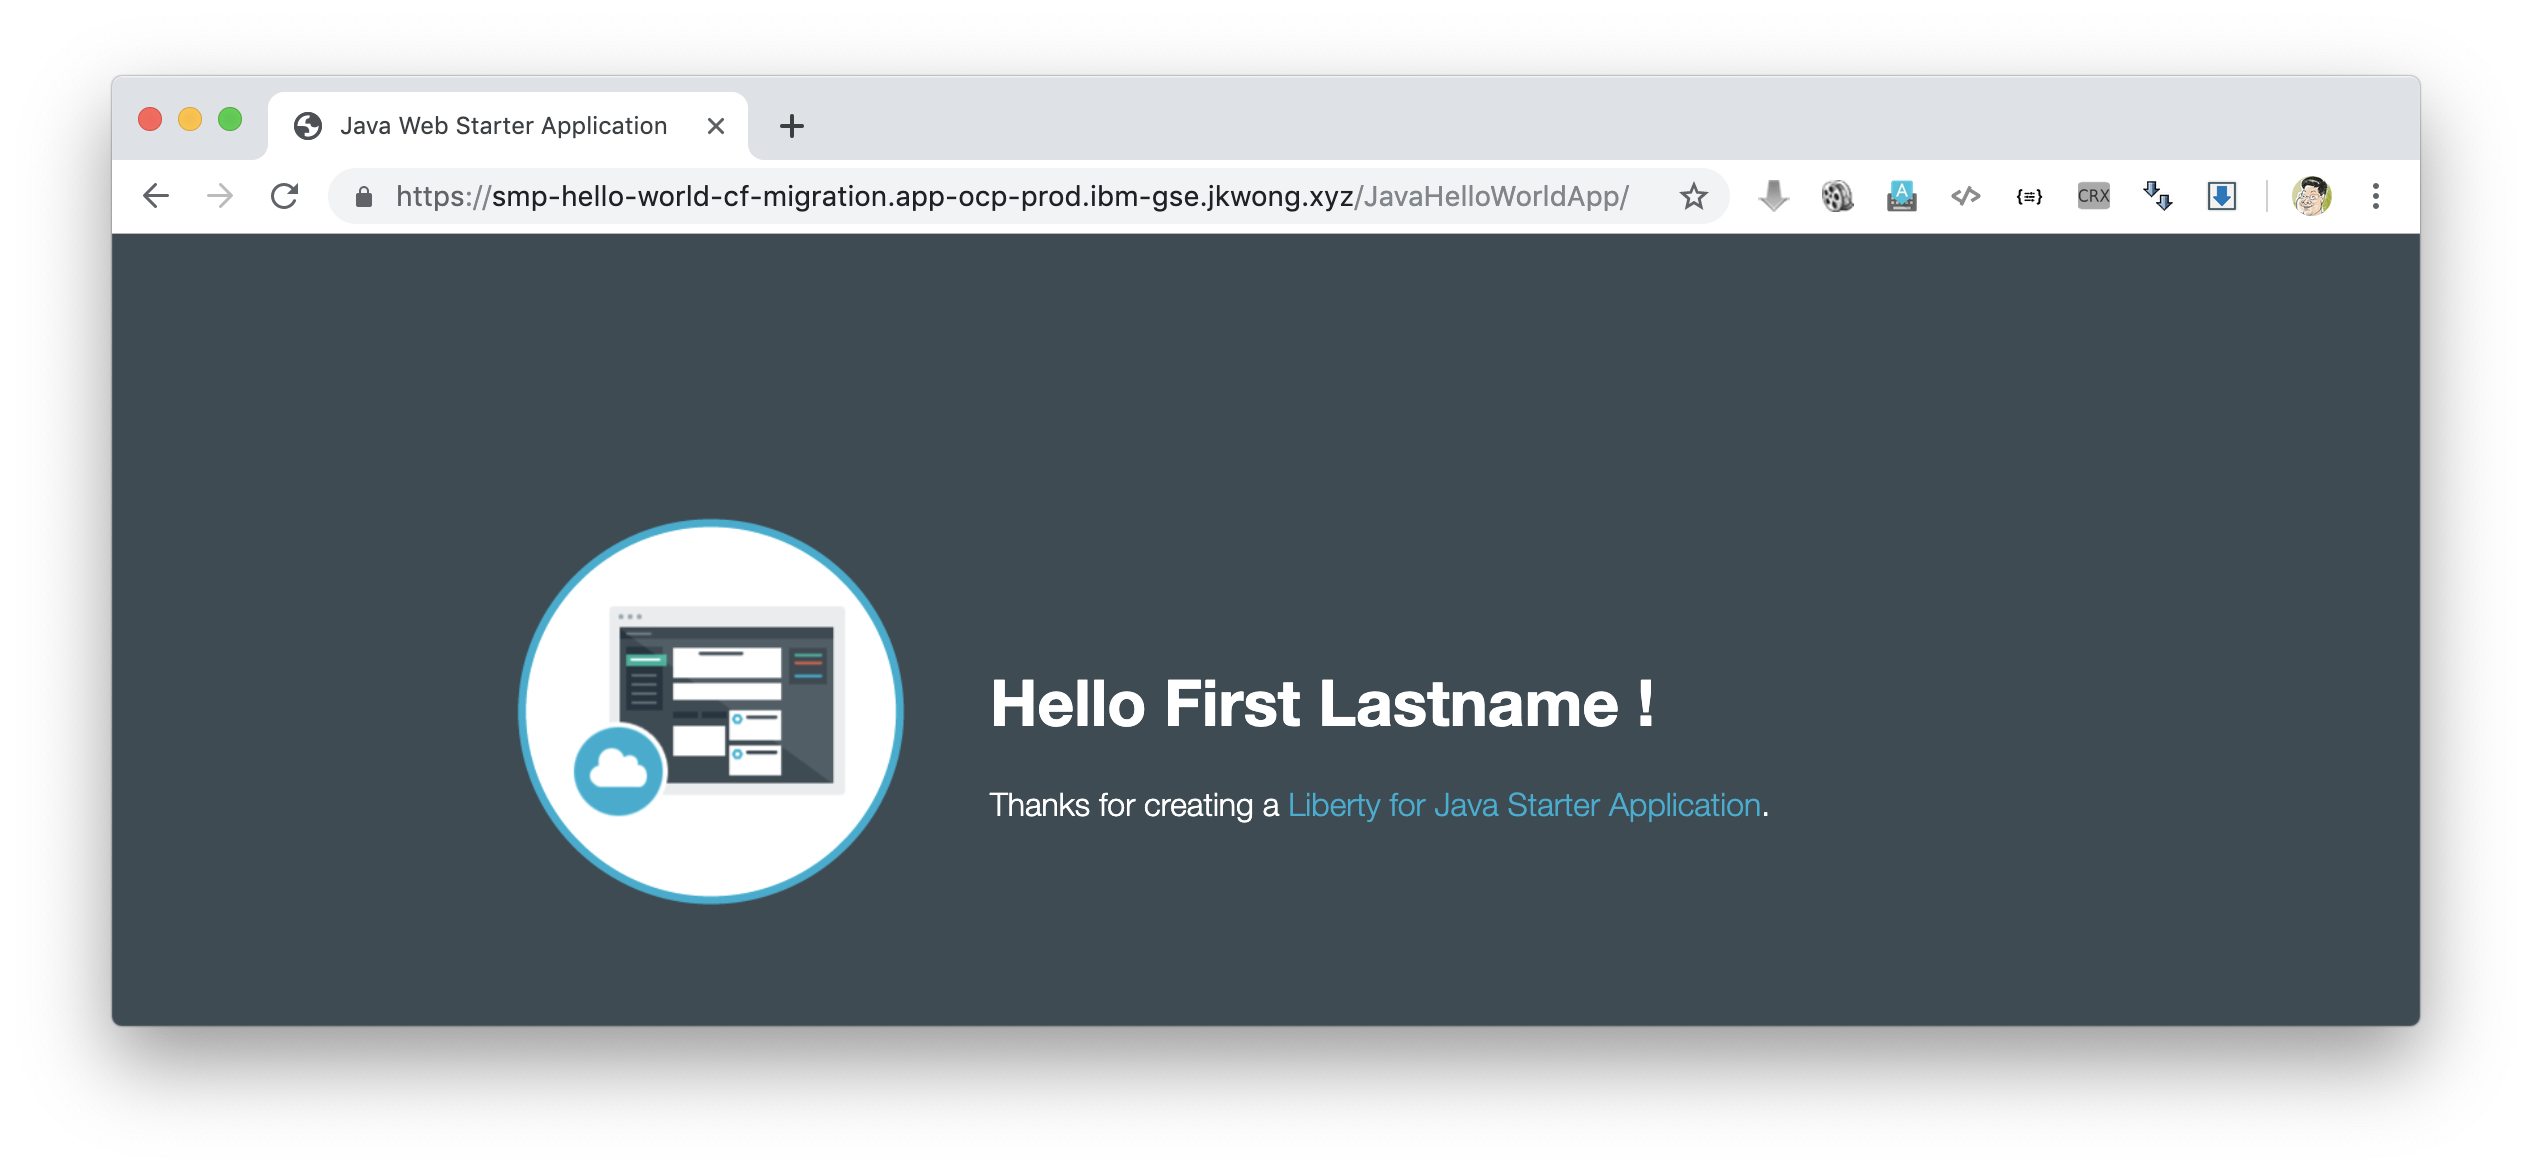 Java Web Starter Application
https://smp-hello-world-cf-migration.app-ocp-prod.ibm-gse.jkwong.xyz/JavaHelloWorldApp/
A
CRX
Hello First Lastname !
Thanks for creating a Liberty for Java Starter Application.